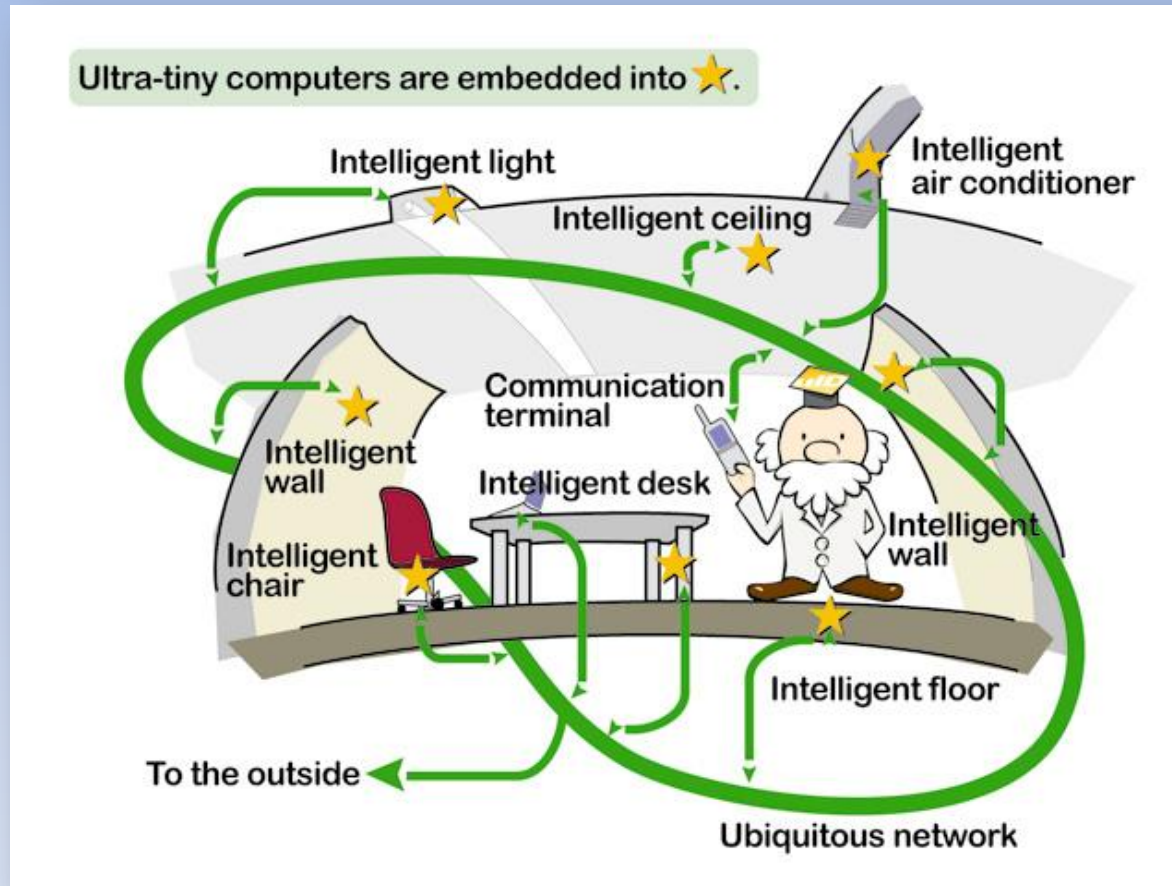 Ultra-tiny computers are embedded into ★.
Intelligent light
Intelligent
air conditioner
Intelligent ceiling
Communication
terminal
Intelligent
wall
Intelligent desk
Intelligent
wall
Intelligent
chair
Intelligent floor
To the outside
Ubiquitous network